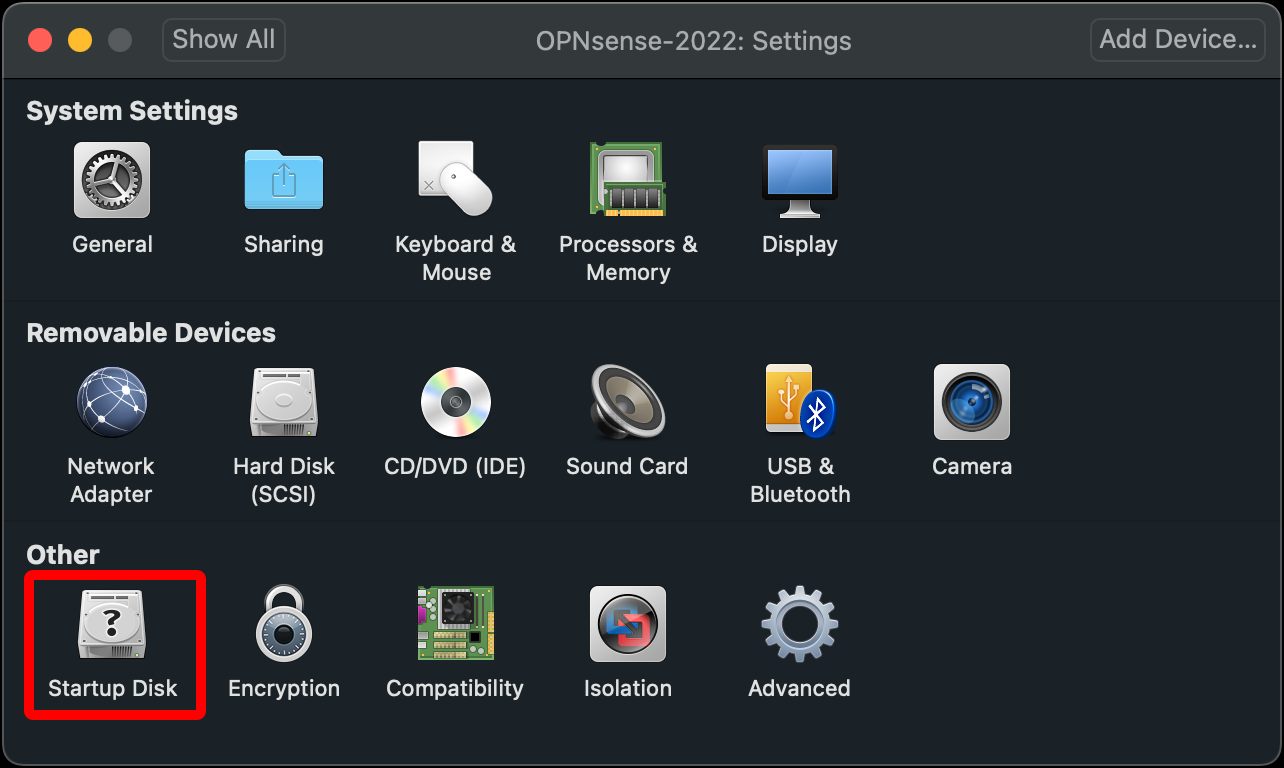 Show All
OPNsense-2022: Settings
Add Device...
System Settings
General
Sharing
Keyboard &
Mouse
Processors &
Memory
Display
Removable Devices
Network
Adapter
Hard Disk
(SCSI)
CD/DVD (IDE)
Sound Card
USB &
Bluetooth
Camera
Other
?
Startup Disk
Encryption
Compatibility
Isolation
Advanced